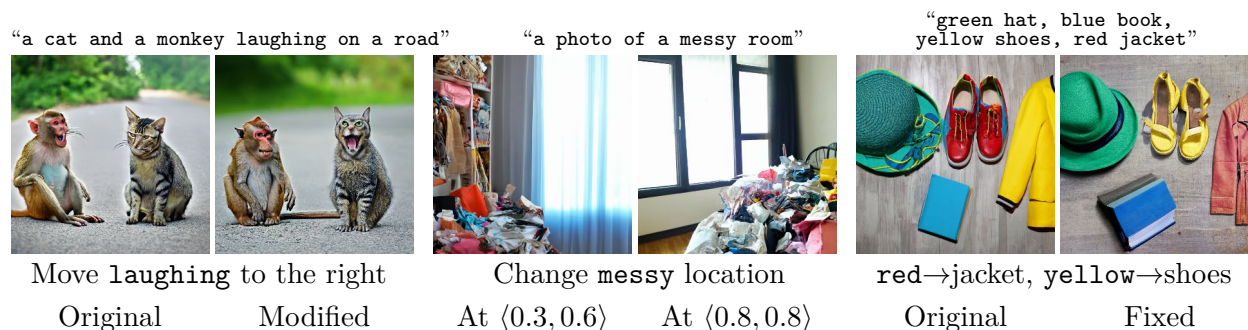 “a cat and a monkey laughing on a road”
“a photo of a messy room”
“green hat, blue book,
yellow shoes, red jacket”
Move laughing to the right
Change messy location
red→jacket, yellow→shoes
Original
Modified
At ⟨0.3, 0.6⟩
At ⟨0.8, 0.8⟩
Original
Fixed